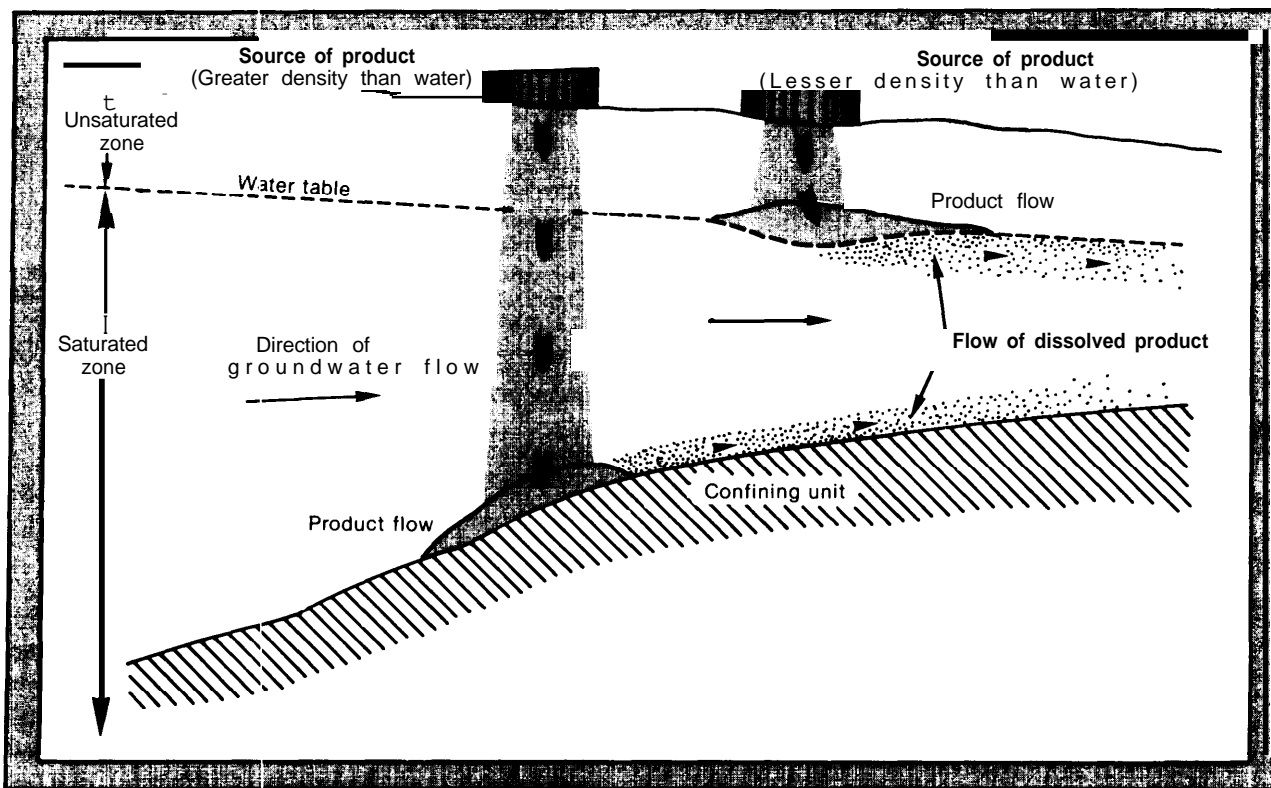 Source of product
(Greater density than water)
Source of product
(Lesser density than water)
t
Unsaturated
zone
Water table
Product flow
Saturated
zone
Direction of
groundwater flow
Flow of dissolved product
Confining unit
Product flow